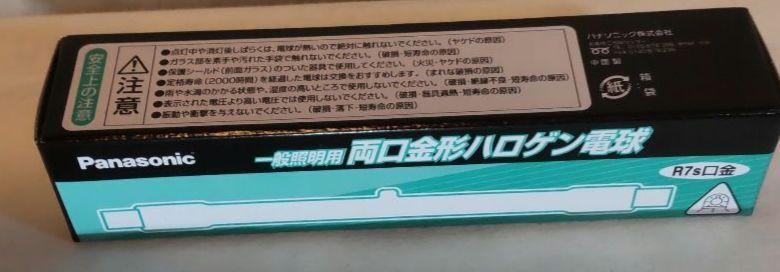 安全上の注意
注意
●点灯中や消灯後しばらくは、電球が熱いので絶対に触れないでください。(ヤケドの原因)
●ガラス部を素手や汚れた手袋で触れないでください。(破損・短寿命の原因)
●保護シールド(前面ガラス)のついた器具で使用してください。(火災・ヤケドの原因)
●定格寿命(2000時間)を経過した電球は交換をおすすめします。(まれな破損の原因)
●雨や水滴のかかる状態や、湿度の高いところで使用しないでください。(破損・絶縁不良・短寿命の原因)
●表示された電圧より高い電圧では使用しないでください。(破損・器具過熱・短寿命の原因)
●振動や衝撃を与えないでください。(破損・落下・短寿命の原因)
パナソニック株式会社
中国製
紙
箱
袋
Panasonic
一般照明用 両口金形ハロゲン電球
R7s口金